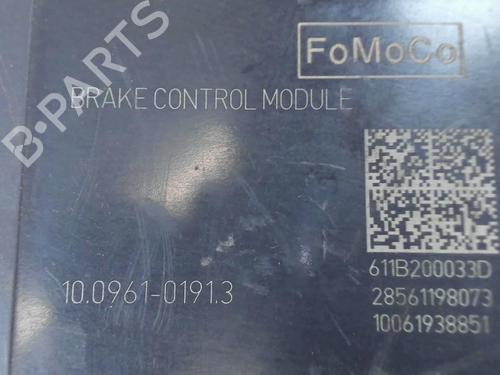 FoMoCo
BRAKE CONTROL MODULE
B-PARTS
611B200033D
10.0961-0191.3
28561198073
10061938851